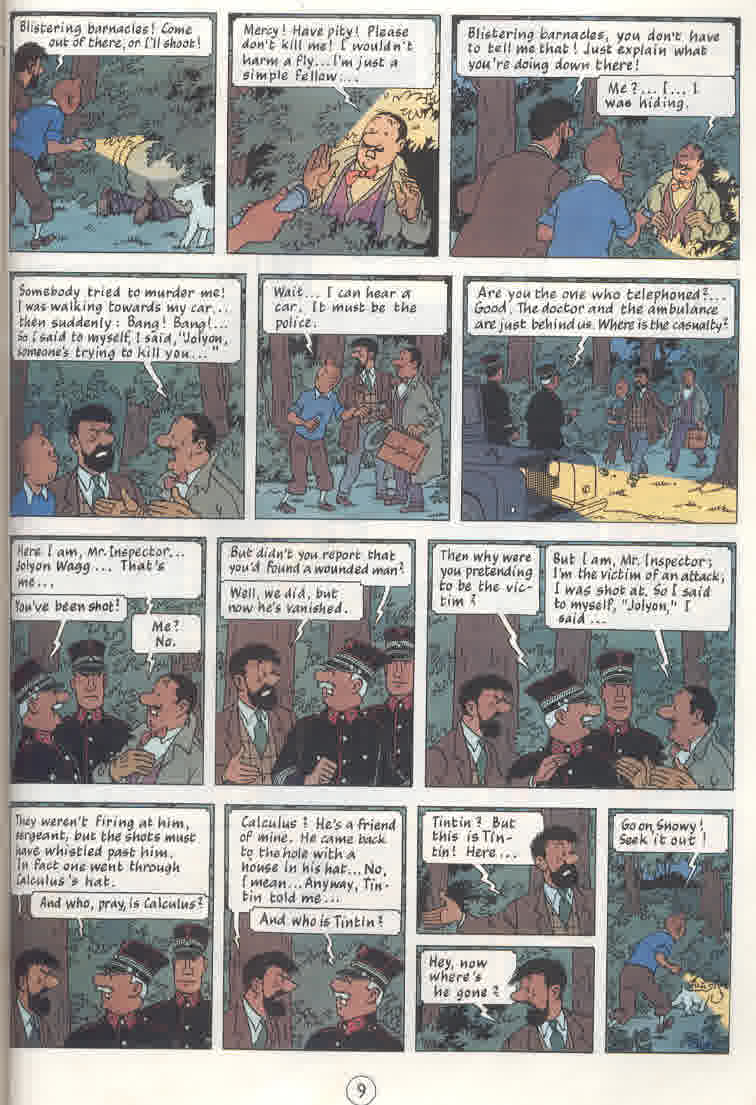 Blistering barnacles! Come
out of there, or I'll shoot!
Mercy! Have pity! Please
don't kill me! I wouldn't
harm a fly... I'm just a
simple fellow...
Blistering barnacles, you don't have
to tell me that! Just explain what
you're doing down there!
Me?... I... I
was hiding.
Somebody tried to murder me!
I was walking towards my car...
then suddenly: Bang! Bang!...
So I said to myself, I said, "Jolyon,
someone's trying to kill you..."
Wait... I can hear a
car. It must be the
police.
Are you the one who telephoned?...
Good. The doctor and the ambulance
are just behind us. Where is the casualty?
Here I am, Mr. Inspector...
Jolyon Wagg... That's
me...
You've been shot!
Me?
No.
But didn't you report that
you'd found a wounded man?
Well, we did, but
now he's vanished.
Then why were
you pretending
to be the vic-
tim?
But I am, Mr. Inspector;
I'm the victim of an attack;
I was shot at. So I said
to myself, "Jolyon," I
said...
They weren't firing at him,
sergeant, but the shots must
have whistled past him.
In fact one went through
Calculus's hat.
And who, pray, is Calculus?
Calculus? He's a friend
of mine. He came back
to the hole with a
house in his hat... No,
I mean... Anyway, Tin-
tin told me...
And who is Tintin?
Tintin? But
this is Tin-
tin! Here...
Hey, now
where's
he gone?
Go on, Snowy!
Seek it out!
9